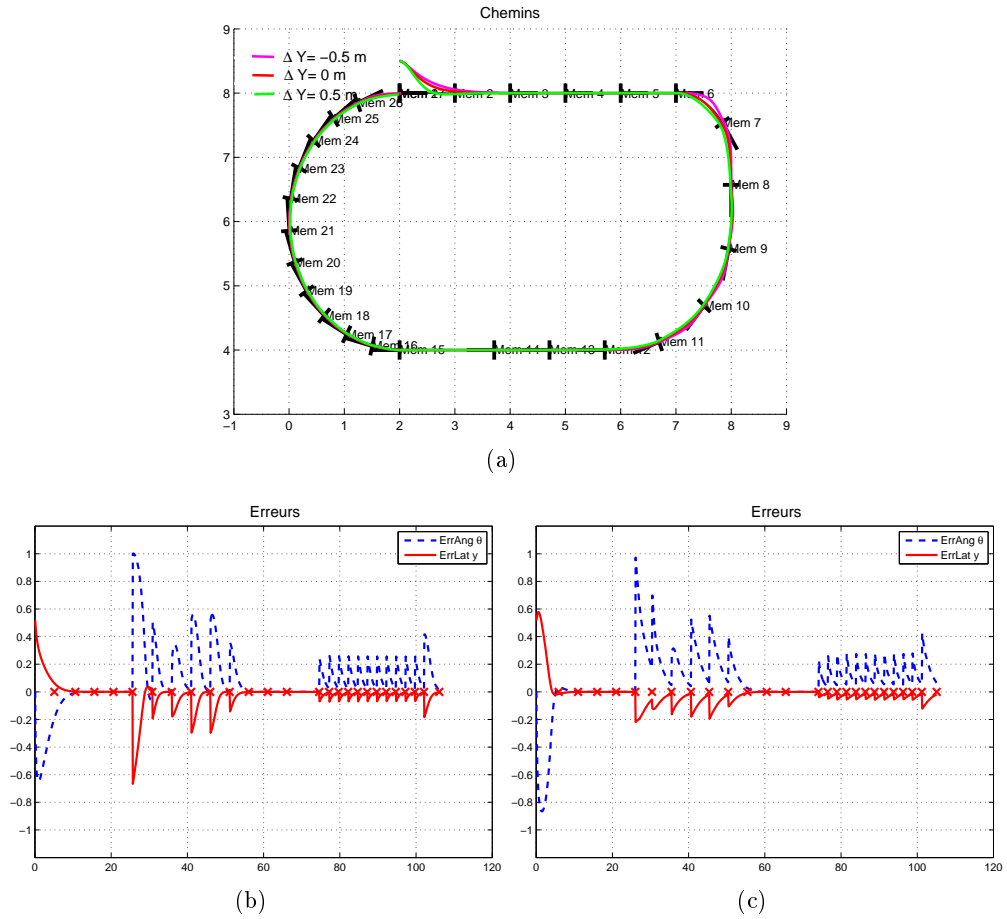 Chemins
9
8
7
6
5
4
3
−1 0 1 2 3 4 5 6 7 8 9
Δ Y= −0.5 m
Δ Y= 0 m
Δ Y= 0.5 m
Mem 27
Mem 2
Mem 3
Mem 4
Mem 5
Mem 6
Mem 7
Mem 8
Mem 9
Mem 10
Mem 11
Mem 12
Mem 13
Mem 14
Mem 15
Mem 16
Mem 17
Mem 18
Mem 19
Mem 20
Mem 21
Mem 22
Mem 23
Mem 24
Mem 25
Mem 26
(a)
Erreurs
ErrAng θ
ErrLat y
1
0.8
0.6
0.4
0.2
0
−0.2
−0.4
−0.6
−0.8
−1
0 20 40 60 80 100 120
(b)
Erreurs
ErrAng θ
ErrLat y
1
0.8
0.6
0.4
0.2
0
−0.2
−0.4
−0.6
−0.8
−1
0 20 40 60 80 100 120
(c)